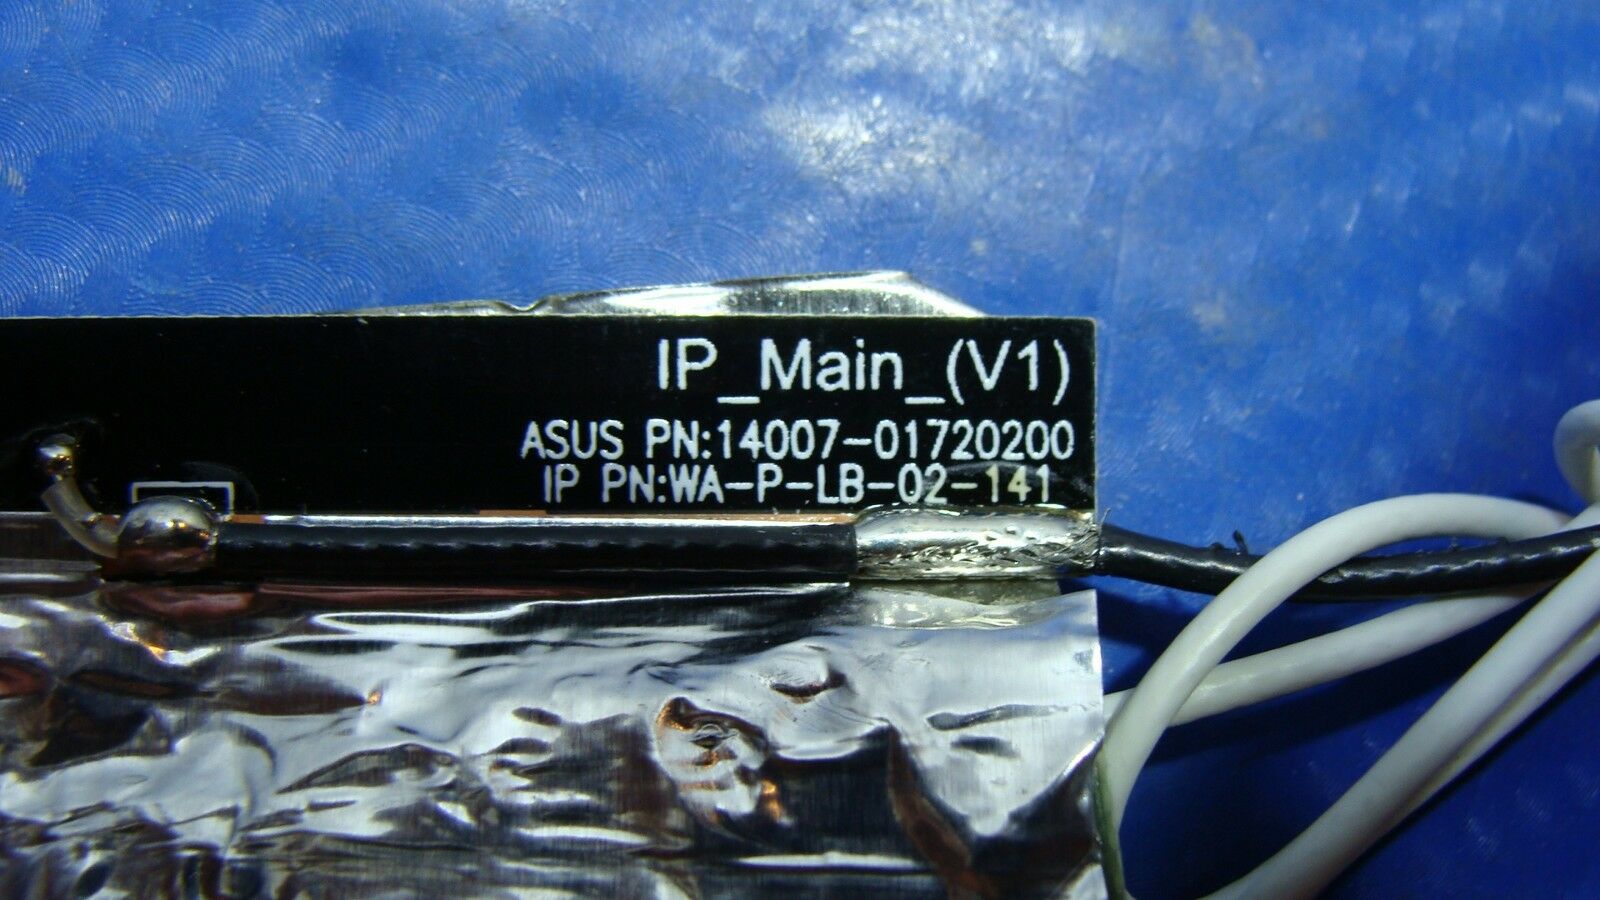 IP_Main_(V1)
ASUS PN:14007-01720200
IP PN:WA-P-LB-02-141